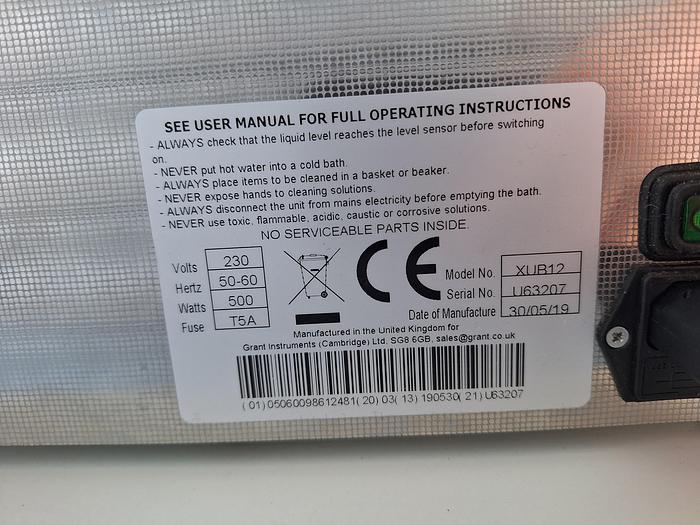 SEE USER MANUAL FOR FULL OPERATING INSTRUCTIONS
- ALWAYS check that the liquid level reaches the level sensor before switching
on.
- NEVER put hot water into a cold bath.
- ALWAYS place items to be cleaned in a basket or beaker.
- NEVER expose hands to cleaning solutions.
- ALWAYS disconnect the unit from mains electricity before emptying the bath.
- NEVER use toxic, flammable, acidic, caustic or corrosive solutions.
NO SERVICEABLE PARTS INSIDE.
Volts 230
Hertz 50-60
Watts 500
Fuse T5A
CE
Model No. XUB12
Serial No. U63207
Date of Manufacture 30/05/19
Manufactured in the United Kingdom for
Grant Instruments (Cambridge) Ltd. SG8 6GB. sales@grant.co.uk
(01)05060098612481(20)03(13)190530(21)U63207